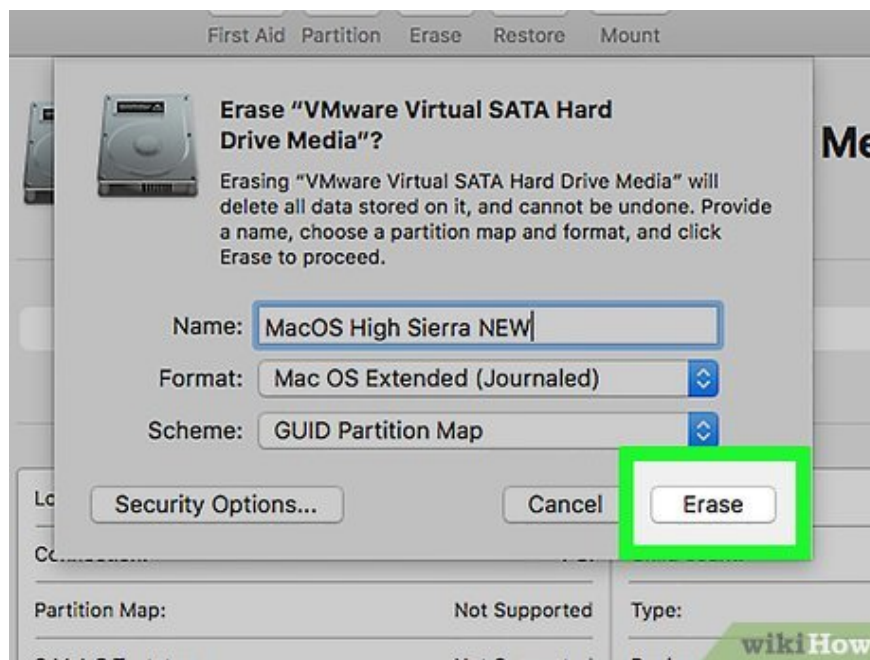 First Aid Partition Erase Restore Mount
Erase “VMware Virtual SATA Hard
Drive Media”?
Me
Erasing “VMware Virtual SATA Hard Drive Media” will
delete all data stored on it, and cannot be undone. Provide
a name, choose a partition map and format, and click
Erase to proceed.
Name: MacOS High Sierra NEW
Format: Mac OS Extended (Journaled)
Scheme: GUID Partition Map
Security Options... Cancel Erase
Lo
Partition Map: Not Supported Type:
wikiHow